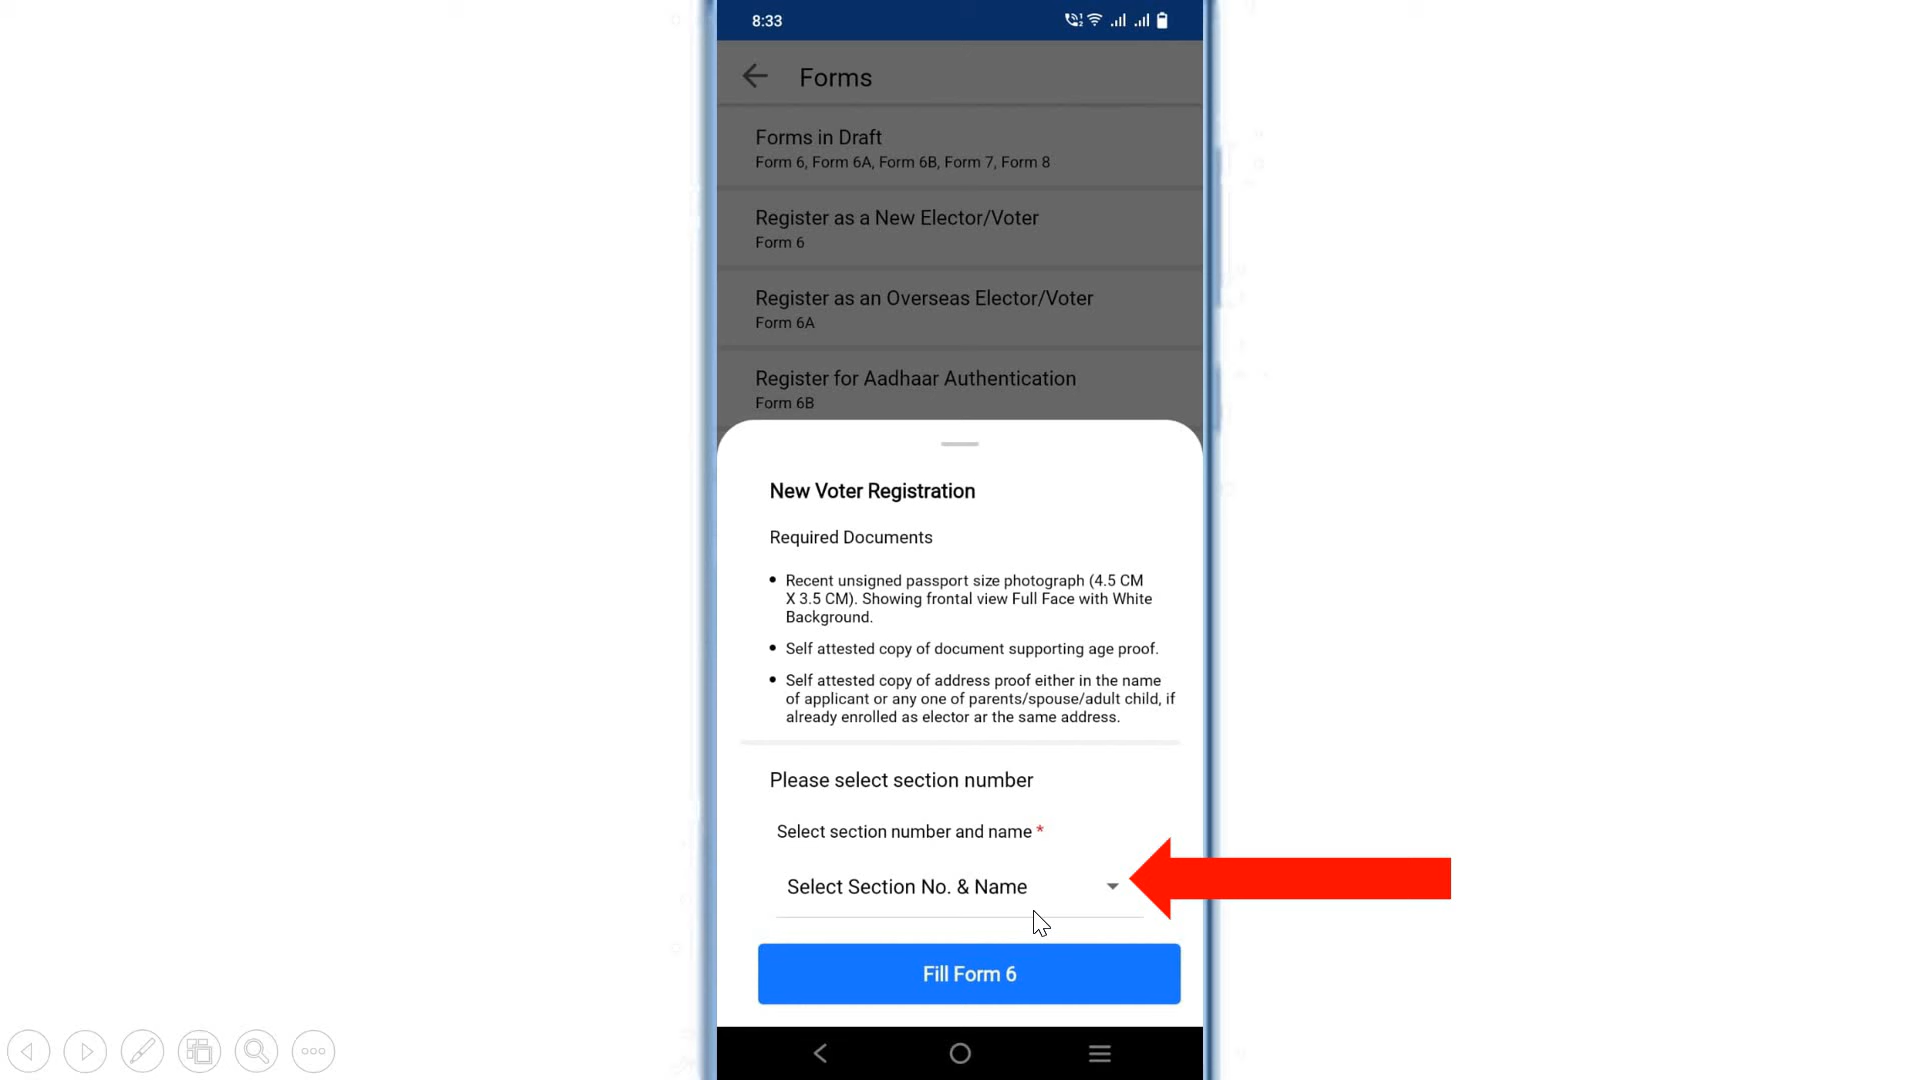 8:33
Forms
Forms in Draft
Form 6, Form 6A, Form 6B, Form 7, Form 8
Register as a New Elector/Voter
Form 6
Register as an Overseas Elector/Voter
Form 6A
Register for Aadhaar Authentication
Form 6B
New Voter Registration
Required Documents
• Recent unsigned passport size photograph (4.5 CM
X 3.5 CM). Showing frontal view Full Face with White
Background.
• Self attested copy of document supporting age proof.
• Self attested copy of address proof either in the name
of applicant or any one of parents/spouse/adult child, if
already enrolled as elector ar the same address.
Please select section number
Select section number and name *
Select Section No. & Name
Fill Form 6